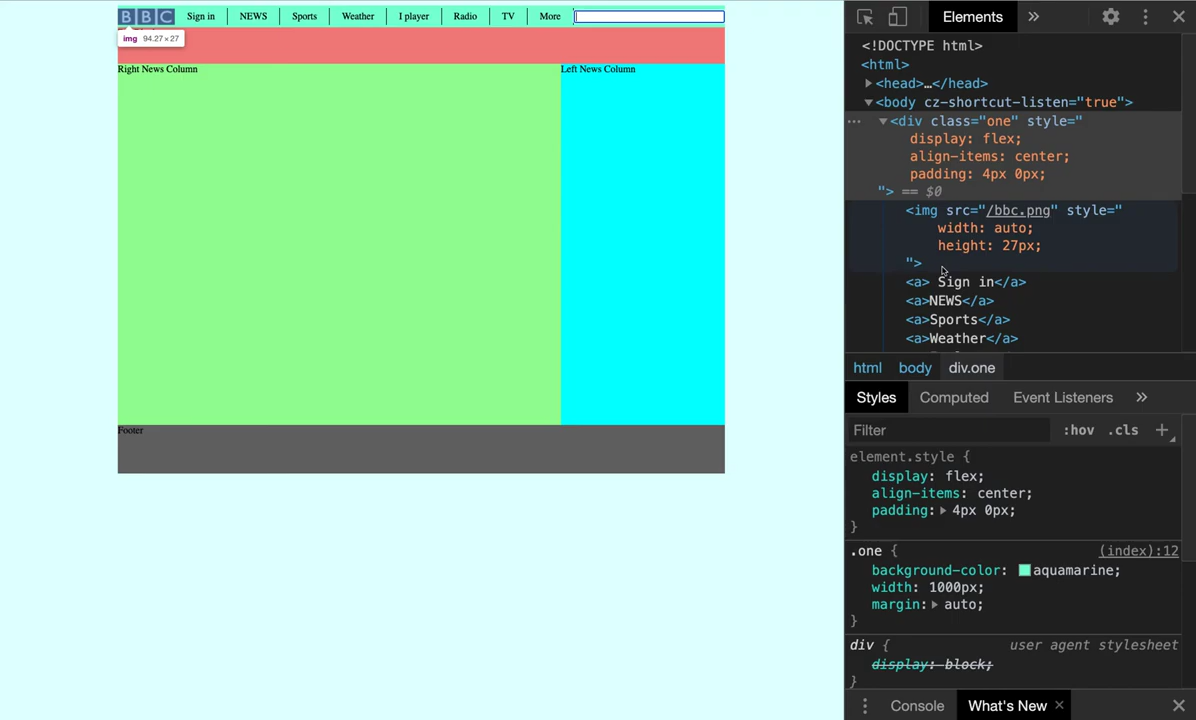 BBC Sign in NEWS Sports Weather I player Radio TV More
img 94.27×27
Right News Column
Left News Column
Footer
Elements »
<!DOCTYPE html>
<html>
<head>…</head>
<body cz-shortcut-listen="true">
… <div class="one" style="
display: flex;
align-items: center;
padding: 4px 0px;
"> == $0
<img src="/bbc.png" style="
width: auto;
height: 27px;
">
<a> Sign in</a>
<a>NEWS</a>
<a>Sports</a>
<a>Weather</a>
html body div.one
Styles Computed Event Listeners »
Filter :hov .cls +
element.style {
display: flex;
align-items: center;
padding: 4px 0px;
}
.one { (index):12
background-color: aquamarine;
width: 1000px;
margin: auto;
}
div { user agent stylesheet
display: block;
}
Console What's New ×